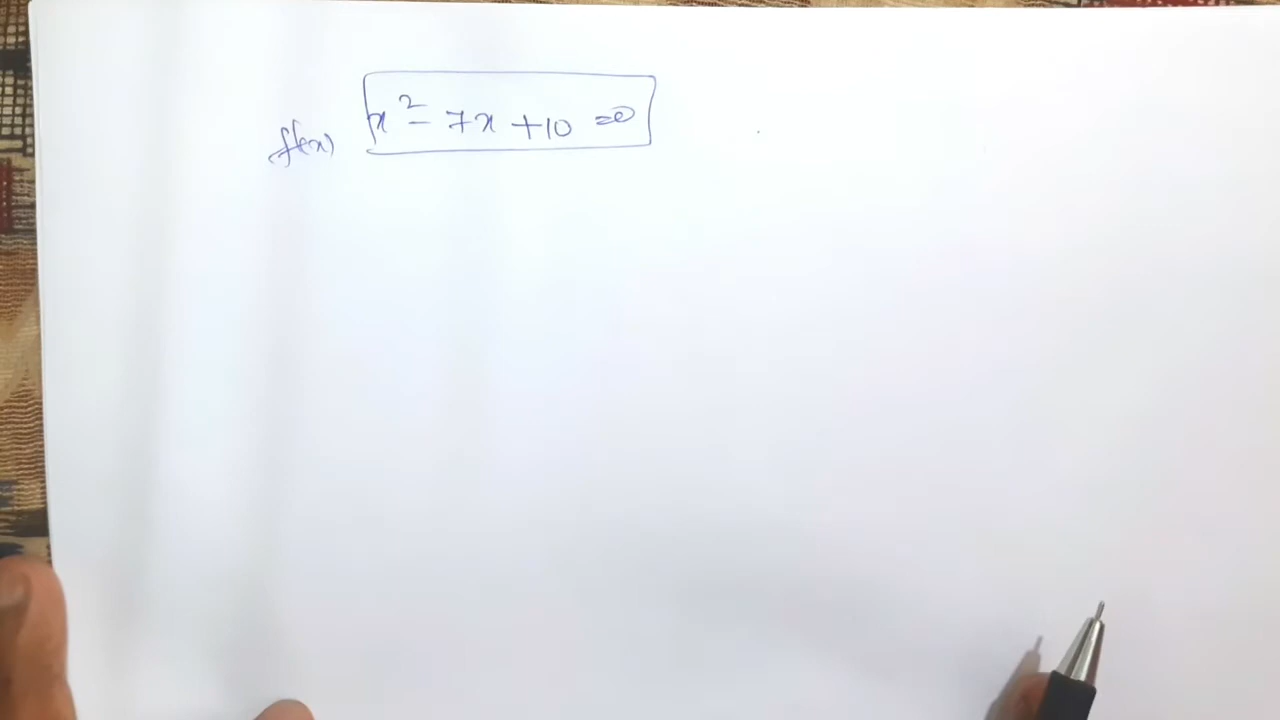 f(x) x² - 7x + 10 = 0